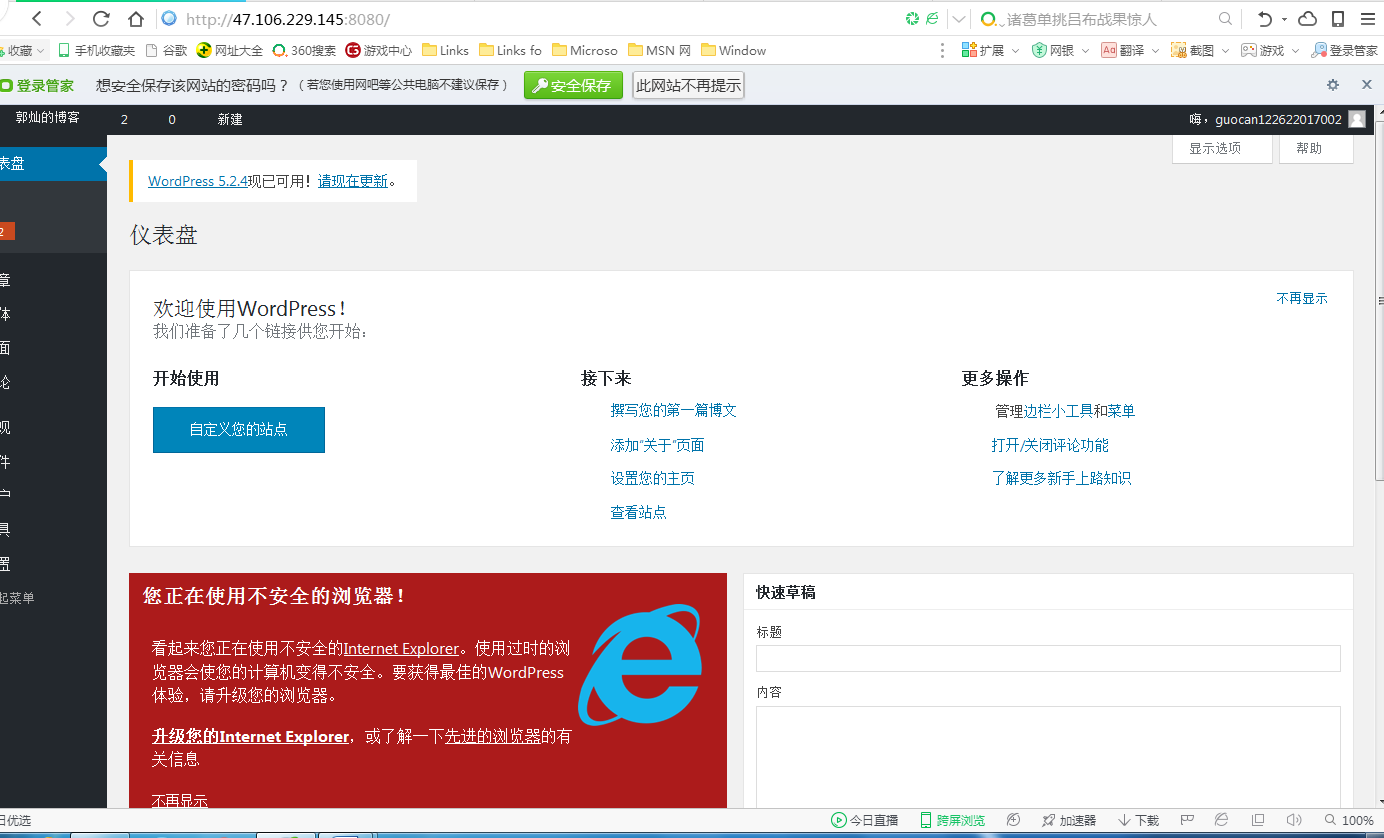 http://47.106.229.145:8080/
诸葛单挑吕布战果惊人
收藏 手机收藏夹 谷歌 网址大全 360搜索 游戏中心 Links Links fo Microso MSN 网 Window 扩展 网银 Aa 翻译 截图 游戏 登录管家
登录管家 想安全保存该网站的密码吗？（若您使用网吧等公共电脑不建议保存） 安全保存 此网站不再提示
郭灿的博客 2 0 新建 嗨，guocan122622017002
显示选项 帮助
表盘
WordPress 5.2.4现已可用！请现在更新。
2
仪表盘
章
体
面
论
观
件
户
具
置
起菜单
欢迎使用WordPress！
不再显示
我们准备了几个链接供您开始：
开始使用
自定义您的站点
接下来
撰写您的第一篇博文
添加“关于”页面
设置您的主页
查看站点
更多操作
管理边栏小工具和菜单
打开/关闭评论功能
了解更多新手上路知识
您正在使用不安全的浏览器！
看起来您正在使用不安全的Internet Explorer。使用过时的浏
览器会使您的计算机变得不安全。要获得最佳的WordPress
体验，请升级您的浏览器。
升级您的Internet Explorer，或了解一下先进的浏览器的有
关信息
不再显示
快速草稿
标题
内容
日优选 今日直播 跨屏浏览 加速器 下载 100%